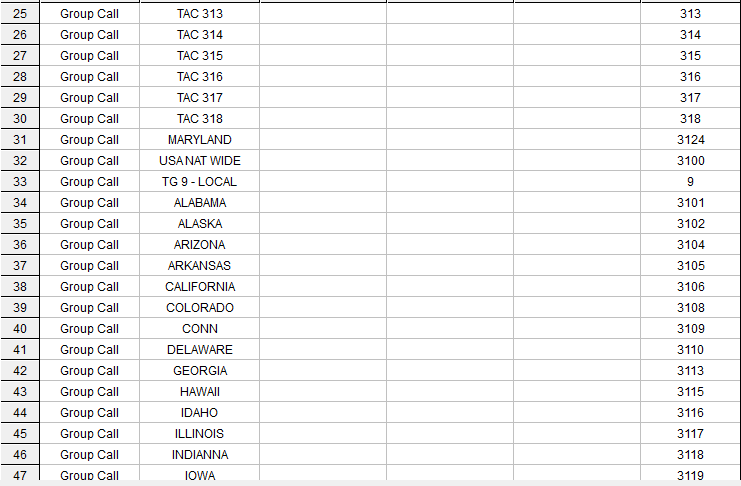 25 Group Call TAC 313 313
26 Group Call TAC 314 314
27 Group Call TAC 315 315
28 Group Call TAC 316 316
29 Group Call TAC 317 317
30 Group Call TAC 318 318
31 Group Call MARYLAND 3124
32 Group Call USA NAT WIDE 3100
33 Group Call TG 9 - LOCAL 9
34 Group Call ALABAMA 3101
35 Group Call ALASKA 3102
36 Group Call ARIZONA 3104
37 Group Call ARKANSAS 3105
38 Group Call CALIFORNIA 3106
39 Group Call COLORADO 3108
40 Group Call CONN 3109
41 Group Call DELAWARE 3110
42 Group Call GEORGIA 3113
43 Group Call HAWAII 3115
44 Group Call IDAHO 3116
45 Group Call ILLINOIS 3117
46 Group Call INDIANNA 3118
47 Group Call IOWA 3119